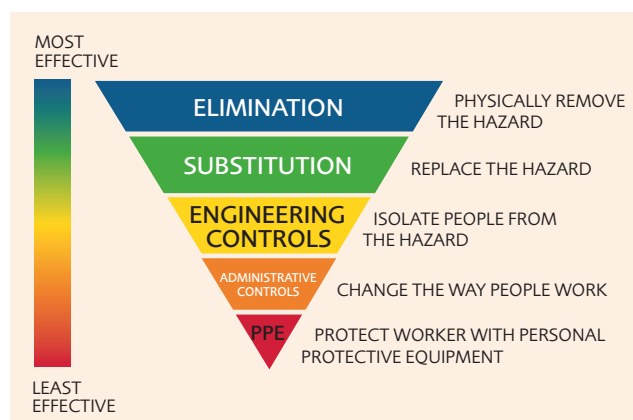 MOST
EFFECTIVE
ELIMINATION
PHYSICALLY REMOVE
THE HAZARD
SUBSTITUTION
REPLACE THE HAZARD
ENGINEERING
CONTROLS
ISOLATE PEOPLE FROM
THE HAZARD
ADMINISTRATIVE
CONTROLS
CHANGE THE WAY PEOPLE WORK
PPE
PROTECT WORKER WITH PERSONAL
PROTECTIVE EQUIPMENT
LEAST
EFFECTIVE